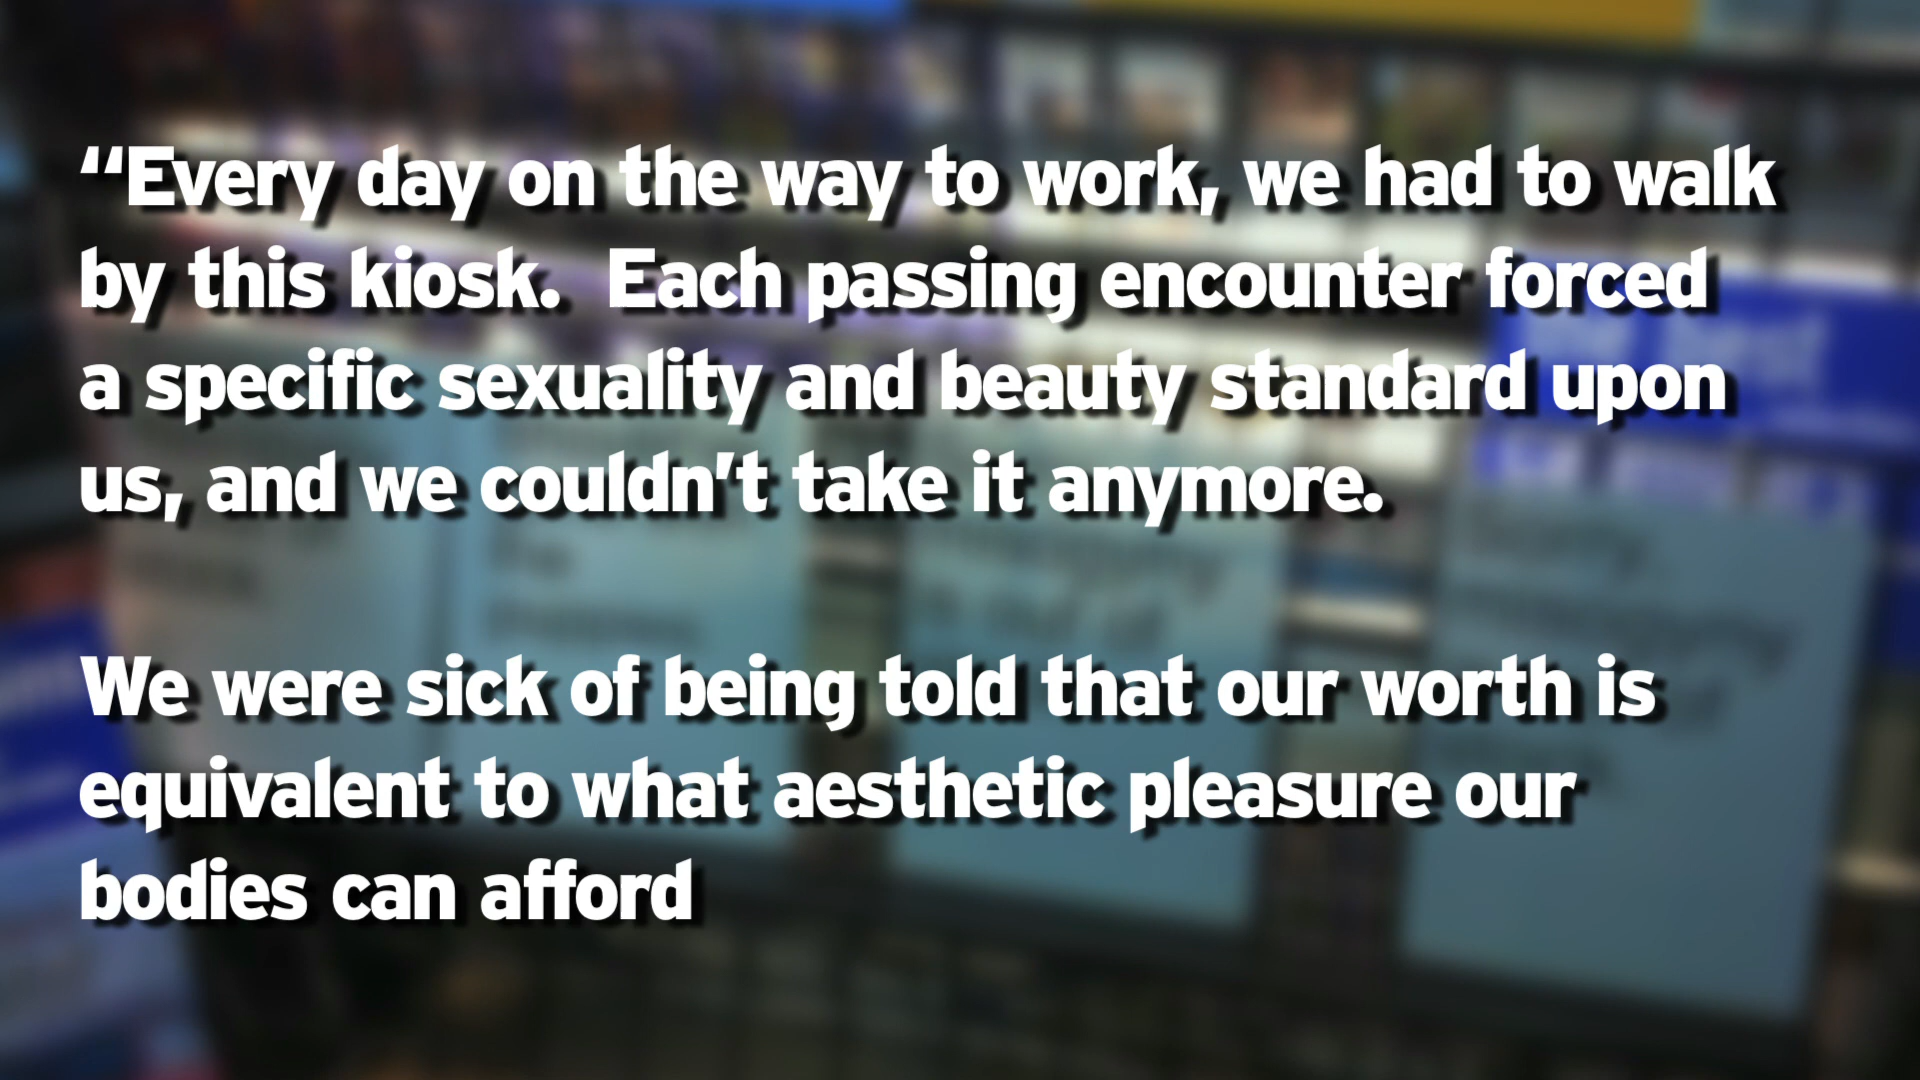 “Every day on the way to work, we had to walk
by this kiosk.  Each passing encounter forced
a specific sexuality and beauty standard upon
us, and we couldn't take it anymore.
We were sick of being told that our worth is
equivalent to what aesthetic pleasure our
bodies can afford